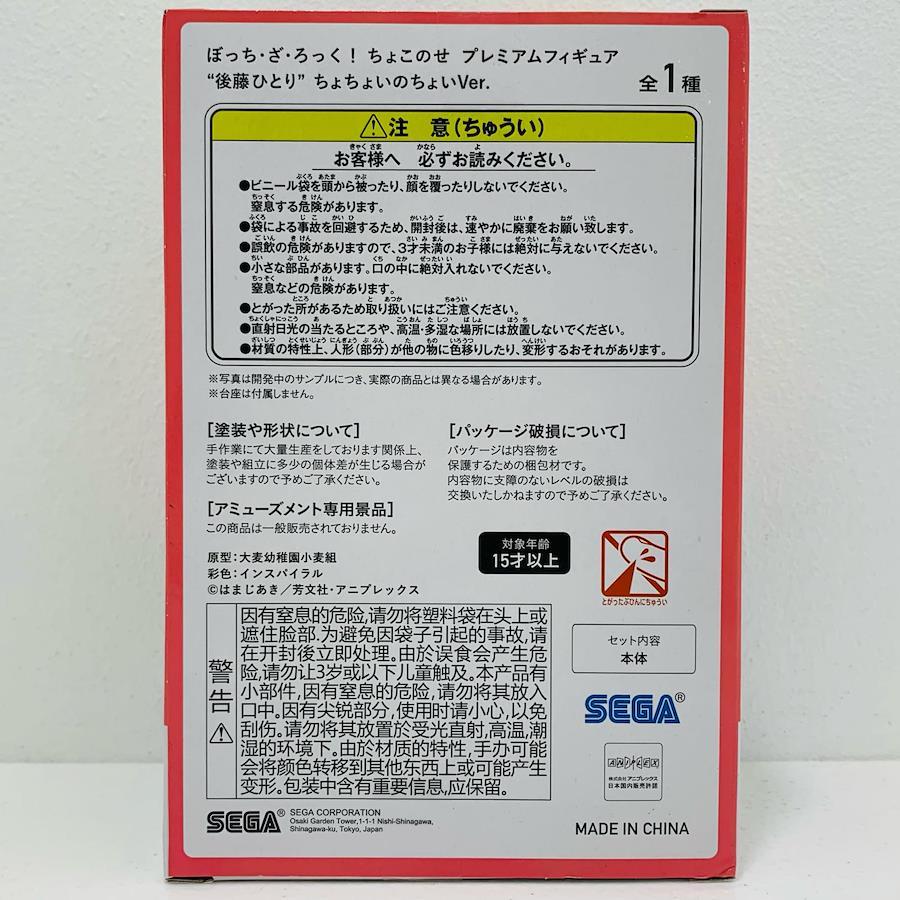 ぼっち・ざ・ろっく！ ちょこのせ プレミアムフィギュア
“後藤ひとり” ちょちょいのちょいVer.
全1種
⚠注 意(ちゅうい)
お客様へ 必ずお読みください。
●ビニール袋を頭から被ったり、顔を覆ったりしないでください。
窒息する危険があります。
●袋による事故を回避するため、開封後は、速やかに廃棄をお願い致します。
●誤飲の危険がありますので、3才未満のお子様には絶対に与えないでください。
●小さな部品があります。口の中に絶対入れないでください。
窒息などの危険があります。
●とがった所があるため取り扱いにはご注意ください。
●直射日光の当たるところや、高温・多湿な場所には放置しないでください。
●材質の特性上、人形(部分)が他の物に色移りしたり、変形するおそれがあります。
※写真は開発中のサンプルにつき、実際の商品とは異なる場合があります。
※台座は付属しません。
[塗装や形状について]
手作業にて大量生産をしております関係上、
塗装や組立に多少の個体差が生じる場合が
ございますので予めご了承ください。
[パッケージ破損について]
パッケージは内容物を
保護するための梱包材です。
内容物に支障のないレベルの破損は
交換いたしかねますので予めご了承ください。
[アミューズメント専用景品]
この商品は一般販売されておりません。
原型：大麦幼稚園小麦組
彩色：インスパイラル
©はまじあき／芳文社・アニプレックス
対象年齢
15才以上
とがったぶひんにちゅうい
警告⚠
因有窒息的危险,请勿将塑料袋在头上或
遮住脸部.为避免因袋子引起的事故,请
在开封后立即处理。由於误食会产生危
险,请勿让3岁或以下儿童触及。本产品有
小部件,因有窒息的危险,请勿将其放入
口中。因有尖锐部分,使用时请小心,以免
刮伤。请勿将其放置於受光直射,高温,潮
湿的环境下。由於材质的特性,手办可能
会将颜色转移到其他东西上或可能产生
变形。包装中含有重要信息,应保留。
セット内容
本体
SEGA®
ANIPLEX
株式会社アニプレックス
日本国内販売許諾
SEGA®
SEGA CORPORATION
Osaki Garden Tower,1-1-1 Nishi-Shinagawa,
Shinagawa-ku, Tokyo, Japan
MADE IN CHINA